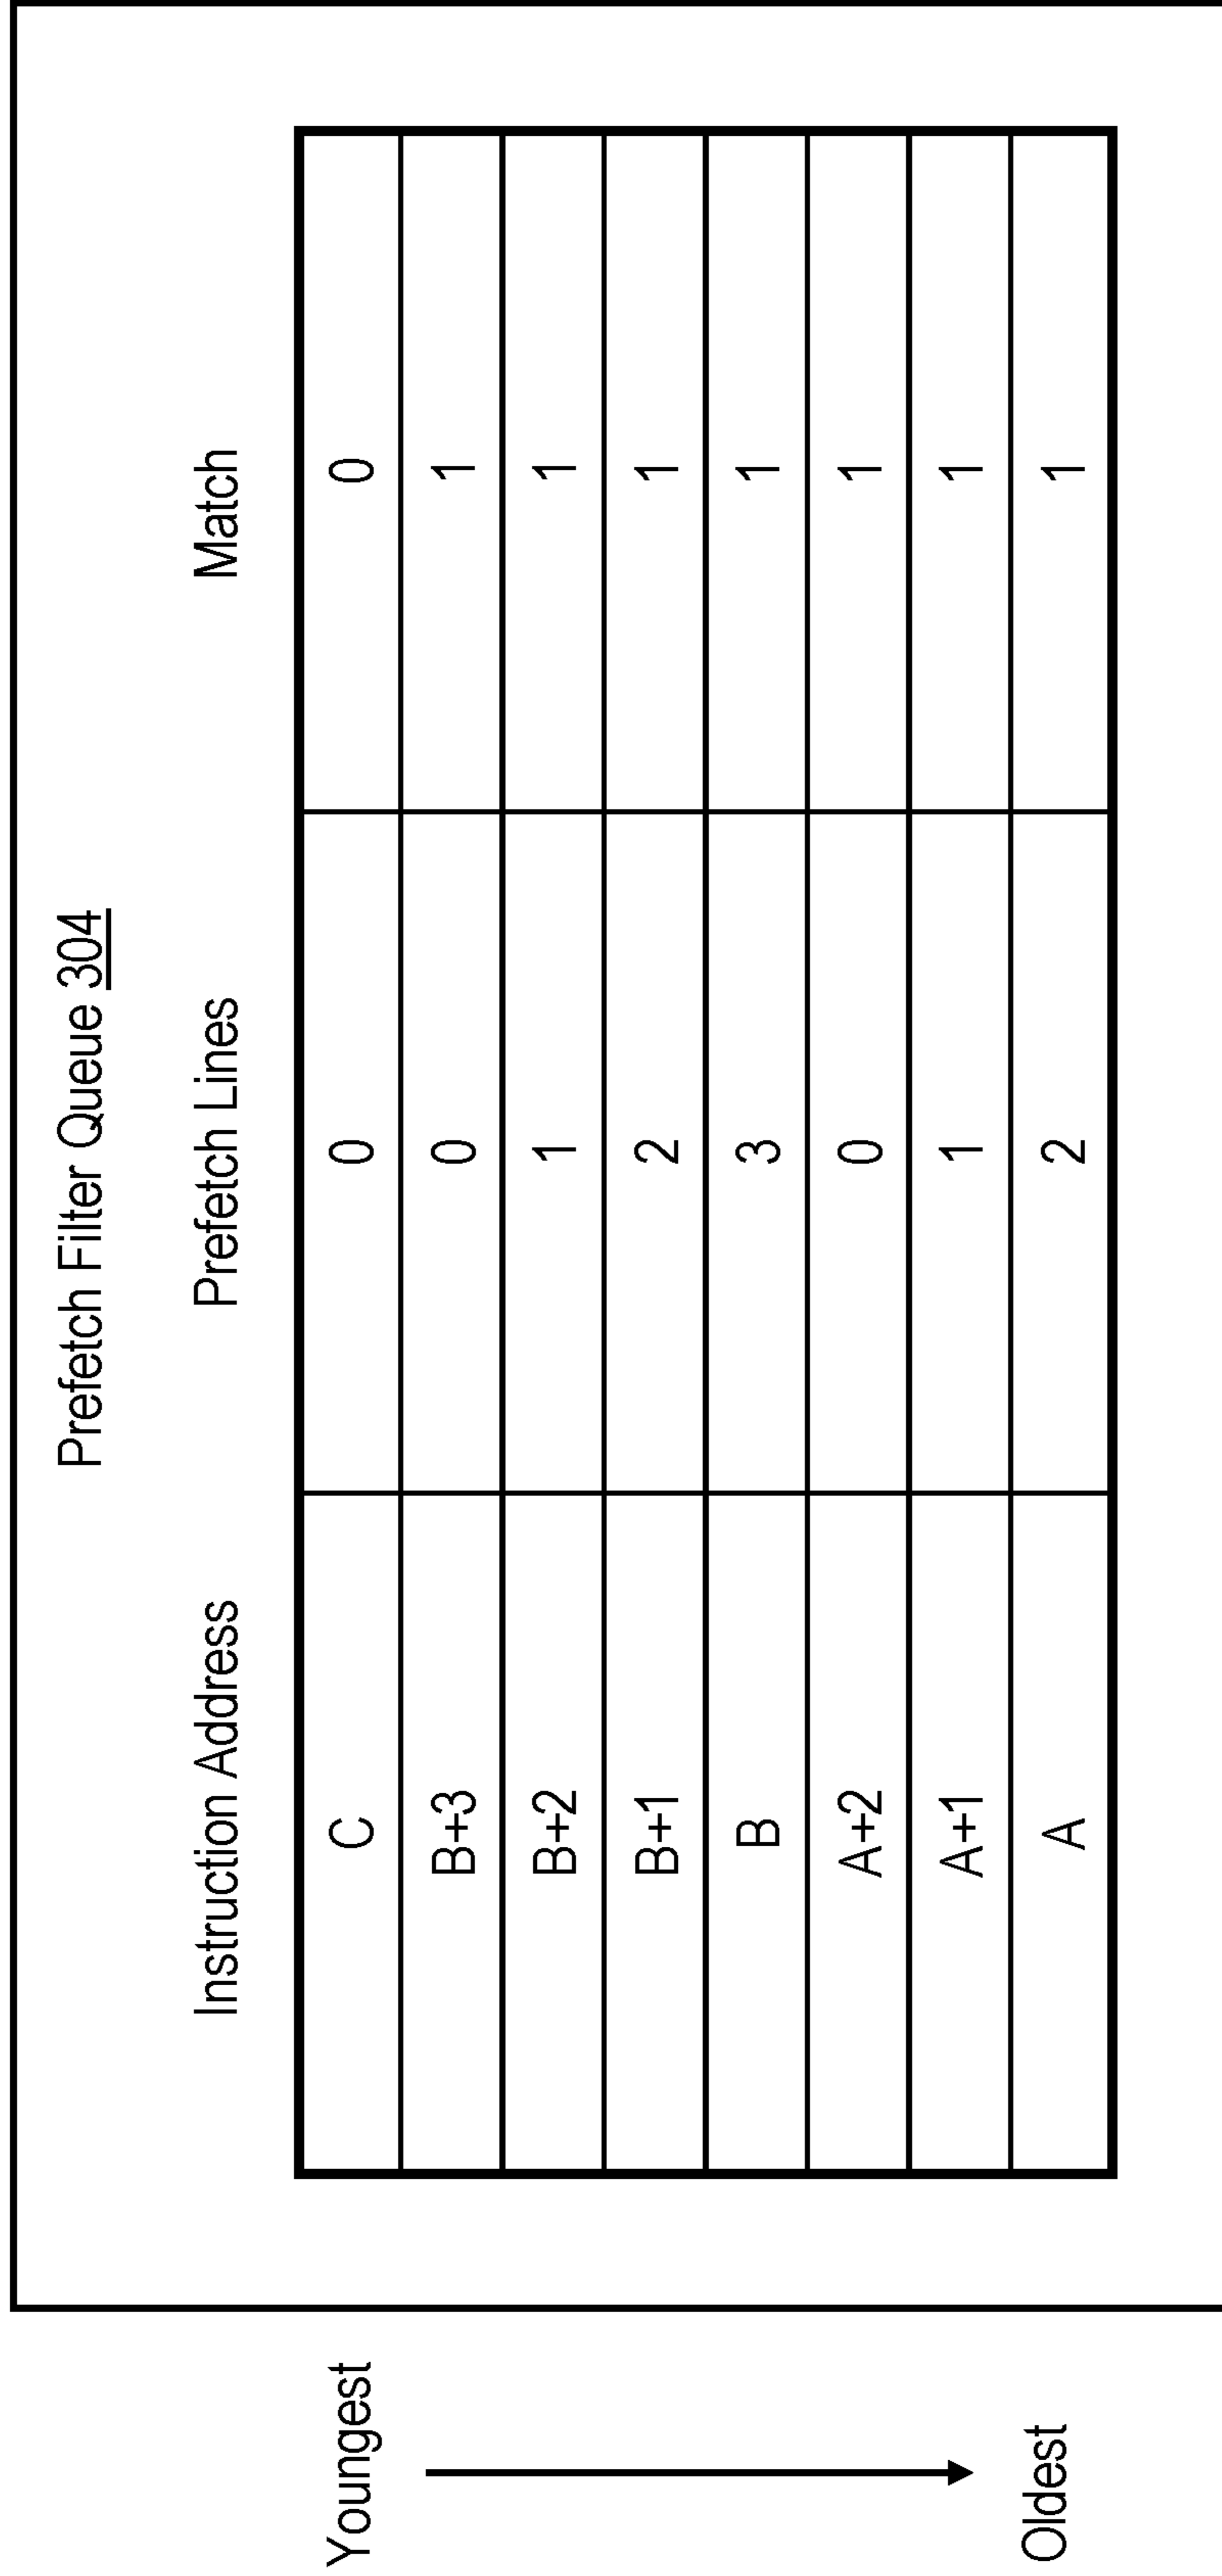 Prefetch Filter Queue 304
Instruction Address Prefetch Lines Match
Youngest
C 0 0
B+3 0 1
B+2 1 1
B+1 2 1
B 3 1
A+2 0 1
A+1 1 1
Oldest
A 2 1